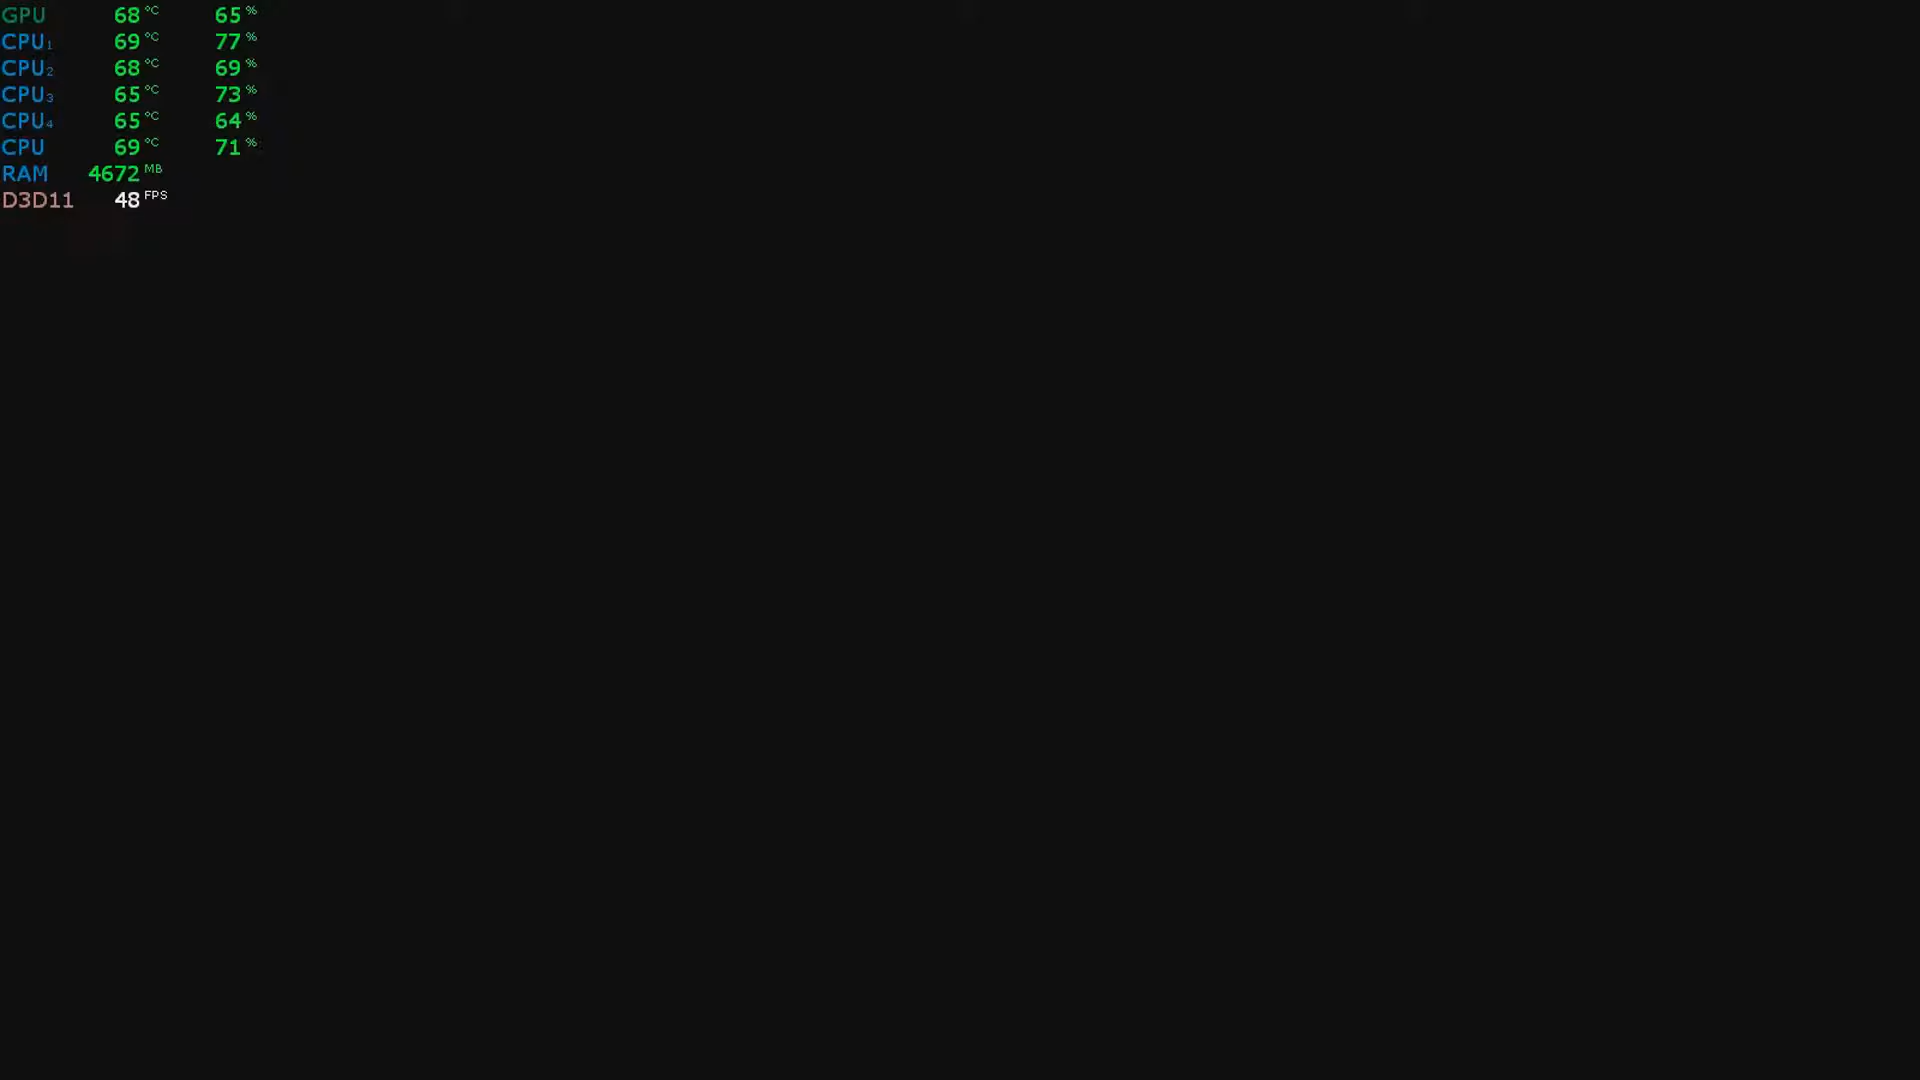 GPU 68 °C 65 %
CPU₁ 69 °C 77 %
CPU₂ 68 °C 69 %
CPU₃ 65 °C 73 %
CPU₄ 65 °C 64 %
CPU 69 °C 71 %
RAM 4672 MB
D3D11 48 FPS